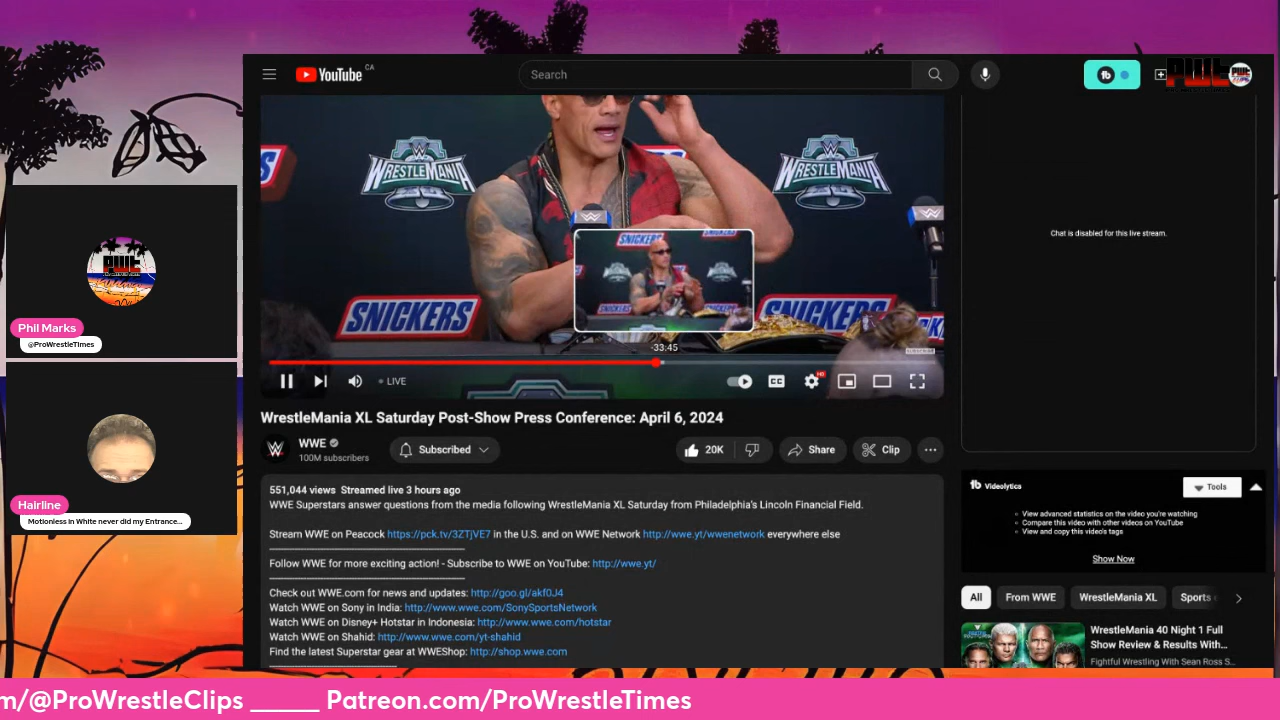 YouTube CA
Search
WRESTLEMANIA
WRESTLEMANIA
SNICKERS
SNICKERS
SNICKERS
-33:45
SUBSCRIBE
LIVE
CC
HD
Chat is disabled for this live stream.
PWT
Phil Marks
@ProWrestleTimes
Hairline
Motionless in White never did my Entrance...
WrestleMania XL Saturday Post-Show Press Conference: April 6, 2024
WWE
100M subscribers
Subscribed
20K
Share
Clip
551,044 views Streamed live 3 hours ago
WWE Superstars answer questions from the media following WrestleMania XL Saturday from Philadelphia's Lincoln Financial Field.
Stream WWE on Peacock https://pck.tv/3ZTjVE7 in the U.S. and on WWE Network http://wwe.yt/wwenetwork everywhere else
Follow WWE for more exciting action! - Subscribe to WWE on YouTube: http://wwe.yt/
Check out WWE.com for news and updates: http://goo.gl/akf0J4
Watch WWE on Sony in India: http://www.wwe.com/SonySportsNetwork
Watch WWE on Disney+ Hotstar in Indonesia: http://www.wwe.com/hotstar
Watch WWE on Shahid: http://www.wwe.com/yt-shahid
Find the latest Superstar gear at WWEShop: http://shop.wwe.com
tb Videolytics
Tools
View advanced statistics on the video you're watching
Compare this video with other videos on YouTube
View and copy this video's tags
Show Now
All From WWE WrestleMania XL Sports
WrestleMania 40 Night 1 Full
Show Review & Results With...
Fightful Wrestling With Sean Ross S...
m/@ProWrestleClips _____ Patreon.com/ProWrestleTimes